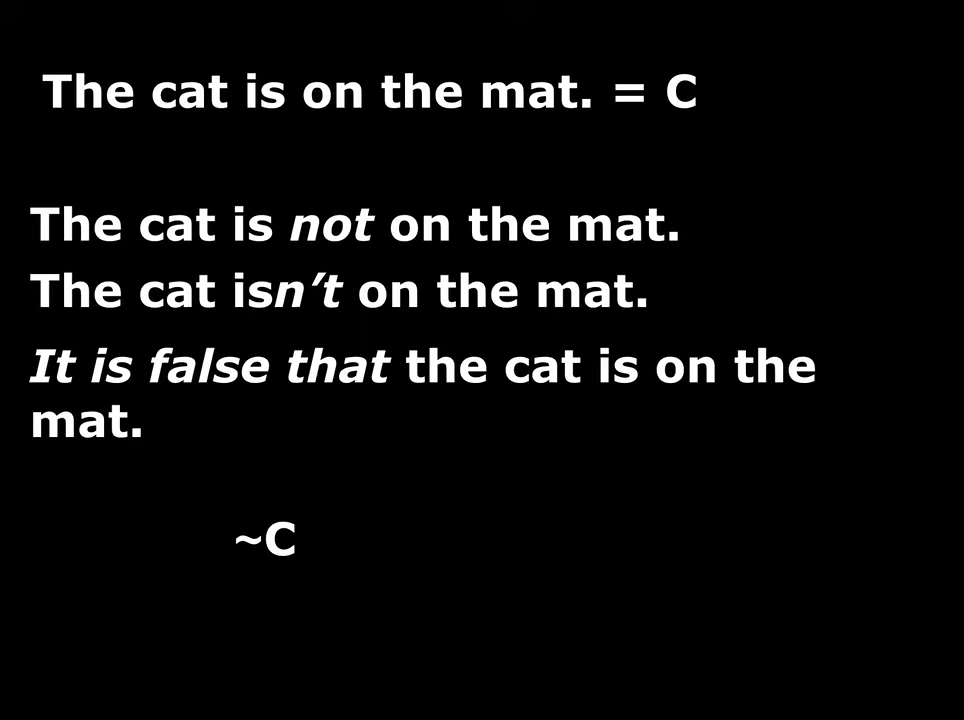 The cat is on the mat. = C
The cat is not on the mat.
The cat isn’t on the mat.
It is false that the cat is on the
mat.
~C